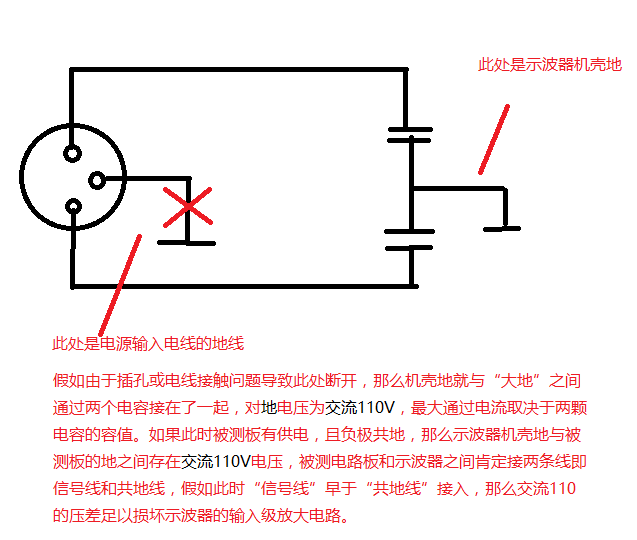 此处是示波器机壳地
此处是电源输入电线的地线
假如由于插孔或电线接触问题导致此处断开，那么机壳地就与“大地”之间
通过两个电容接在了一起，对地电压为交流110V，最大通过电流取决于两颗
电容的容值。如果此时被测板有供电，且负极共地，那么示波器机壳地与被
测板的地之间存在交流110V电压，被测电路板和示波器之间肯定接两条线即
信号线和共地线，假如此时“信号线”早于“共地线”接入，那么交流110
的压差足以损坏示波器的输入级放大电路。